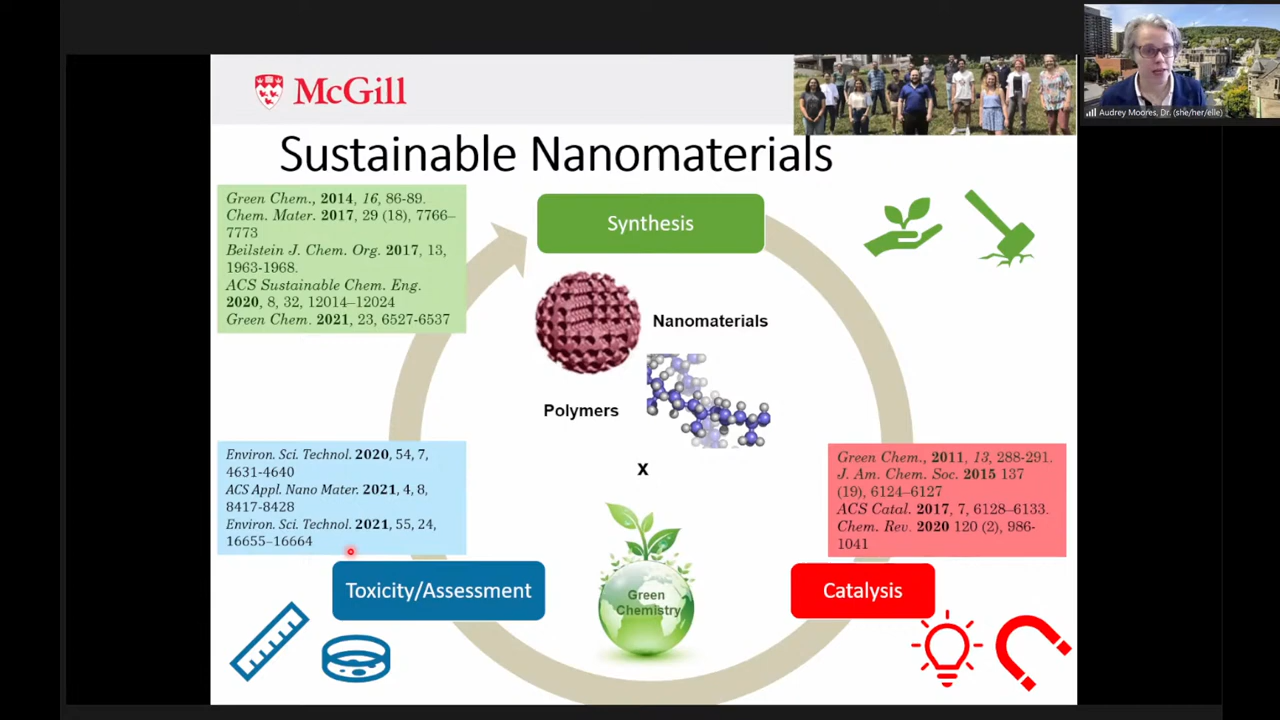 McGill
Audrey Moores, Dr. (she/her/elle)
Sustainable Nanomaterials
Green Chem., 2014, 16, 86-89.
Chem. Mater. 2017, 29 (18), 7766–
7773
Beilstein J. Chem. Org. 2017, 13,
1963-1968.
ACS Sustainable Chem. Eng.
2020, 8, 32, 12014–12024
Green Chem. 2021, 23, 6527-6537
Synthesis
Nanomaterials
Polymers
x
Environ. Sci. Technol. 2020, 54, 7,
4631-4640
ACS Appl. Nano Mater. 2021, 4, 8,
8417-8428
Environ. Sci. Technol. 2021, 55, 24,
16655–16664
Green Chem., 2011, 13, 288-291.
J. Am. Chem. Soc. 2015 137
(19), 6124–6127
ACS Catal. 2017, 7, 6128–6133.
Chem. Rev. 2020 120 (2), 986-
1041
Toxicity/Assessment
Green
Chemistry
Catalysis